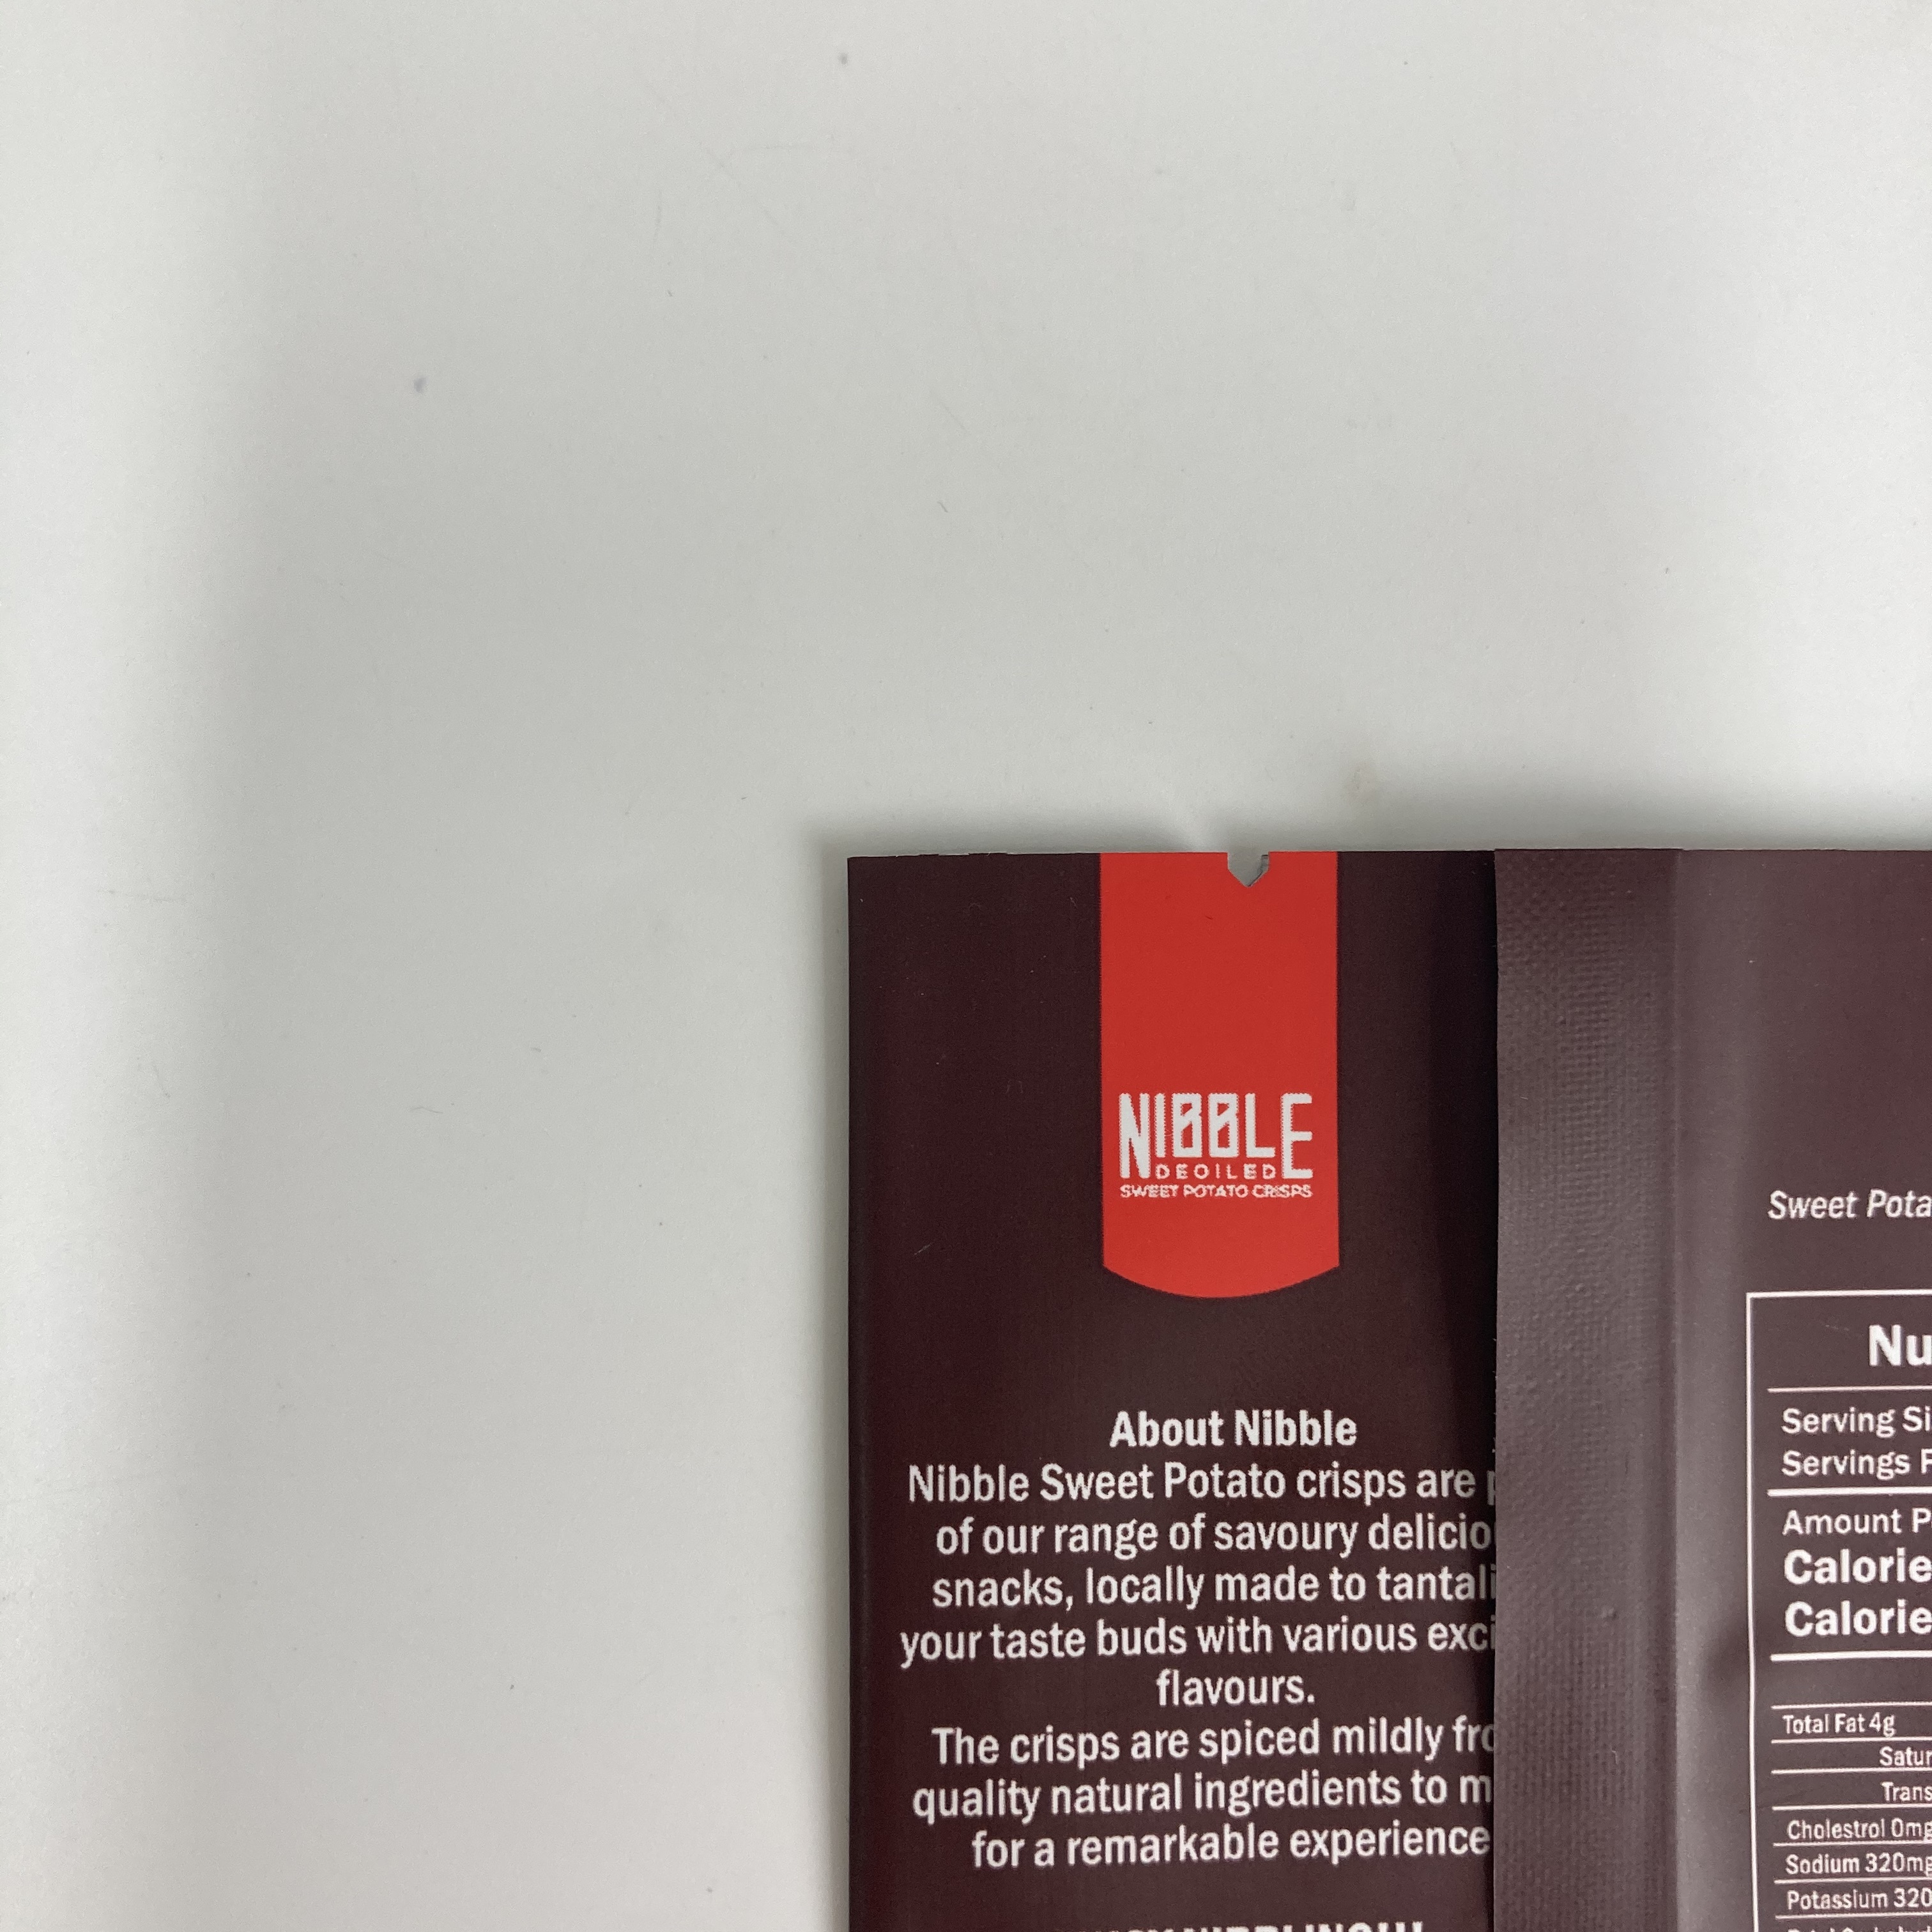 NIBBLE
DEOILED
SWEET POTATO CRISPS
About Nibble
Nibble Sweet Potato crisps are
of our range of savoury delicio
snacks, locally made to tantali
your taste buds with various exci
flavours.
The crisps are spiced mildly fro
quality natural ingredients to m
for a remarkable experience
Sweet Pota
Nu
Serving Si
Servings P
Amount P
Calorie
Calorie
Total Fat 4g
Satur
Trans
Cholestrol 0mg
Sodium 320mg
Potassium 320